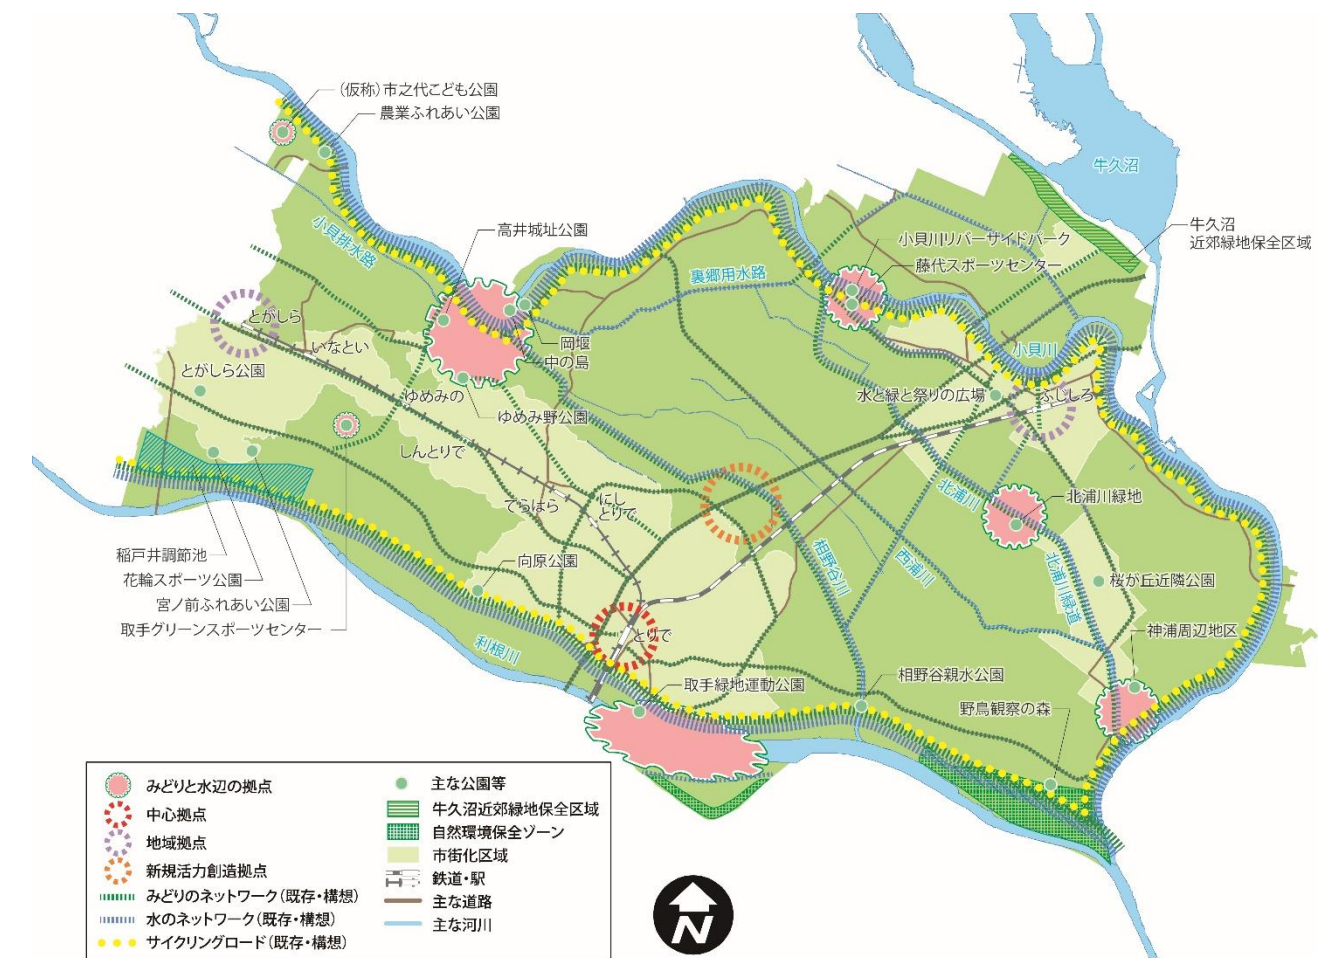 (仮称)市之代こども公園
農業ふれあい公園
牛久沼
小貝排水路
高井城址公園
小貝川リバーサイドパーク
藤代スポーツセンター
牛久沼
近郊緑地保全区域
裏郷用水路
とがしら
いなとい
岡堰
中の島
小貝川
とがしら公園
ゆめみの
ゆめみ野公園
水と緑と祭りの広場
ふじしろ
しんとりで
てらはら
にし
とりで
北浦川
北浦川緑地
稲戸井調節池
花輪スポーツ公園
宮ノ前ふれあい公園
取手グリーンスポーツセンター
向原公園
相野谷川
西浦川
北浦川緑道
桜が丘近隣公園
利根川
とりで
神浦周辺地区
取手緑地運動公園
相野谷親水公園
野鳥観察の森
みどりと水辺の拠点
中心拠点
地域拠点
新規活力創造拠点
みどりのネットワーク(既存・構想)
水のネットワーク(既存・構想)
サイクリングロード(既存・構想)
主な公園等
牛久沼近郊緑地保全区域
自然環境保全ゾーン
市街化区域
鉄道・駅
主な道路
主な河川
N